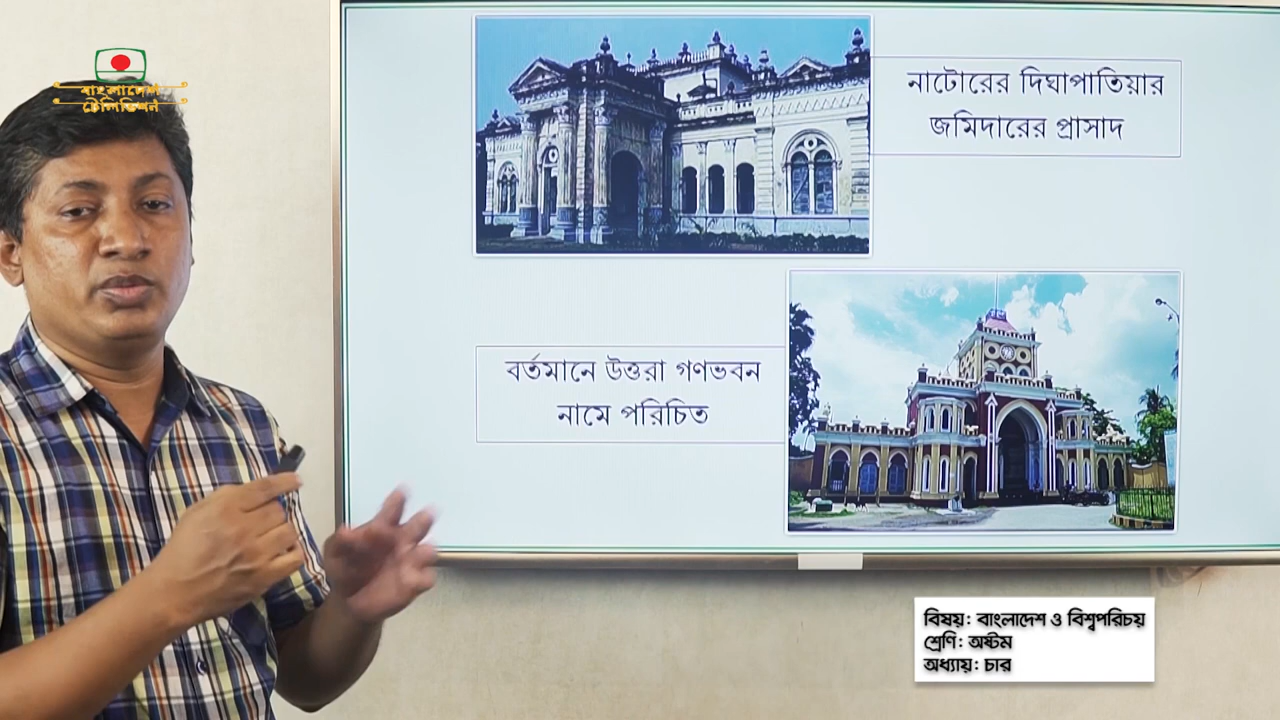 বাংলাদেশ
টেলিভিশন
নাটোরের দিঘাপাতিয়ার
জমিদারের প্রাসাদ
বর্তমানে উত্তরা গণভবন
নামে পরিচিত
বিষয়: বাংলাদেশ ও বিশ্বপরিচয়
শ্রেণি: অষ্টম
অধ্যায়: চার